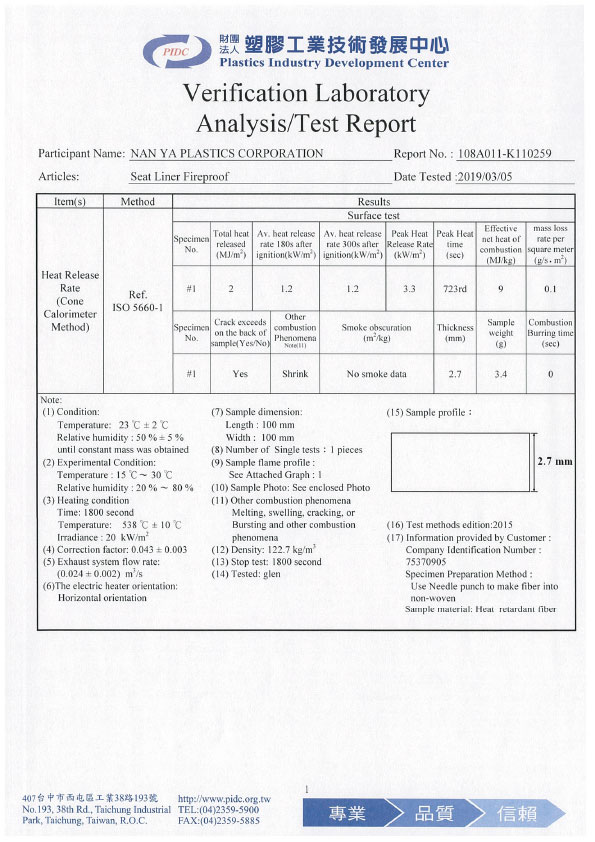 PIDC
財團法人 塑膠工業技術發展中心
Plastics Industry Development Center
Verification Laboratory
Analysis/Test Report
Participant Name: NAN YA PLASTICS CORPORATION Report No. : 108A011-K110259
Articles: Seat Liner Fireproof Date Tested :2019/03/05
Item(s) Method Results
Surface test
Heat Release
Rate
(Cone
Calorimeter
Method)
Ref.
ISO 5660-1
Specimen No. Total heat released (MJ/m²) Av. heat release rate 180s after ignition(kW/m²) Av. heat release rate 300s after ignition(kW/m²) Peak Heat Release Rate (kW/m²) Peak Heat time (sec) Effective net heat of combustion (MJ/kg) mass loss rate per square meter (g/s．m²)
#1 2 1.2 1.2 3.3 723rd 9 0.1
Specimen No. Crack exceeds on the back of sample(Yes/No) Other combustion Phenomena Note(11) Smoke obscuration (m²/kg) Thickness (mm) Sample weight (g) Combustion Burring time (sec)
#1 Yes Shrink No smoke data 2.7 3.4 0
Note:
(1) Condition:
Temperature: 23 ℃ ± 2 ℃
Relative humidity : 50 % ± 5 %
until constant mass was obtained
(2) Experimental Condition:
Temperature : 15 ℃～ 30 ℃
Relative humidity : 20 %～ 80 %
(3) Heating condition
Time: 1800 second
Temperature: 538 ℃ ± 10 ℃
Irradiance : 20 kW/m²
(4) Correction factor: 0.043 ± 0.003
(5) Exhaust system flow rate:
(0.024 ± 0.002) m³/s
(6)The electric heater orientation:
Horizontal orientation
(7) Sample dimension:
Length : 100 mm
Width : 100 mm
(8) Number of Single tests：1 pieces
(9) Sample flame profile :
See Attached Graph : 1
(10) Sample Photo: See enclosed Photo
(11) Other combustion phenomena
Melting, swelling, cracking, or
Bursting and other combustion
phenomena
(12) Density: 122.7 kg/m³
(13) Stop test: 1800 second
(14) Tested: glen
(15) Sample profile：
2.7 mm
(16) Test methods edition:2015
(17) Information provided by Customer :
Company Identification Number :
75370905
Specimen Preparation Method :
Use Needle punch to make fiber into
non-woven
Sample material: Heat retardant fiber
1
407台中市西屯區工業38路193號
No.193, 38th Rd., Taichung Industrial
Park, Taichung, Taiwan, R.O.C.
http://www.pidc.org.tw
TEL:(04)2359-5900
FAX:(04)2359-5885
專業 品質 信賴